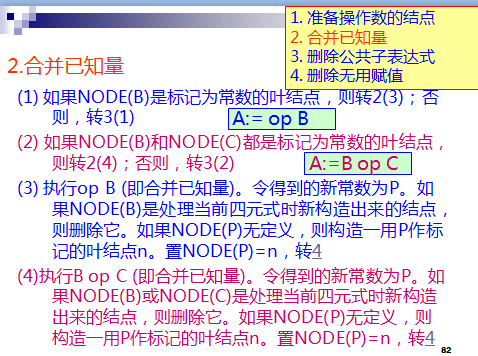 1. 准备操作数的结点
2. 合并已知量
3. 删除公共子表达式
4. 删除无用赋值
2.合并已知量
(1) 如果NODE(B)是标记为常数的叶结点，则转2(3)；否
则，转3(1)
A:= op B
(2) 如果NODE(B)和NODE(C)都是标记为常数的叶结点，
则转2(4)；否则，转3(2)
A:=B op C
(3) 执行op B (即合并已知量)。令得到的新常数为P。如
果NODE(B)是处理当前四元式时新构造出来的结点，
则删除它。如果NODE(P)无定义，则构造一用P作标
记的叶结点n。置NODE(P)=n，转4
(4)执行B op C (即合并已知量)。令得到的新常数为P。如
果NODE(B)或NODE(C)是处理当前四元式时新构造
出来的结点，则删除它。如果NODE(P)无定义，则
构造一用P作标记的叶结点n。置NODE(P)=n，转4
82